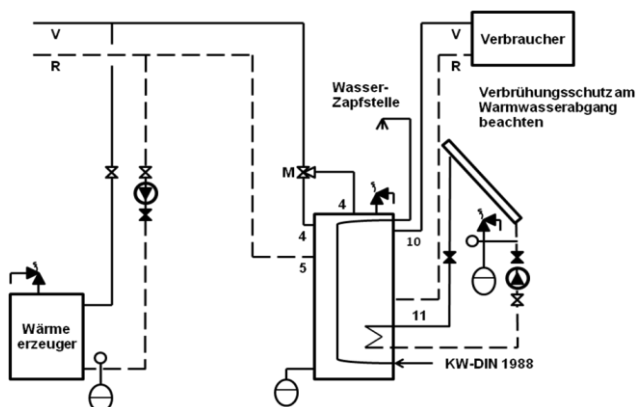 V
R
V
R
Verbraucher
Wasser-
Zapfstelle
Verbrühungsschutz am
Warmwasserabgang
beachten
M
4
4
5
10
11
Wärme
erzeuger
KW-DIN 1988